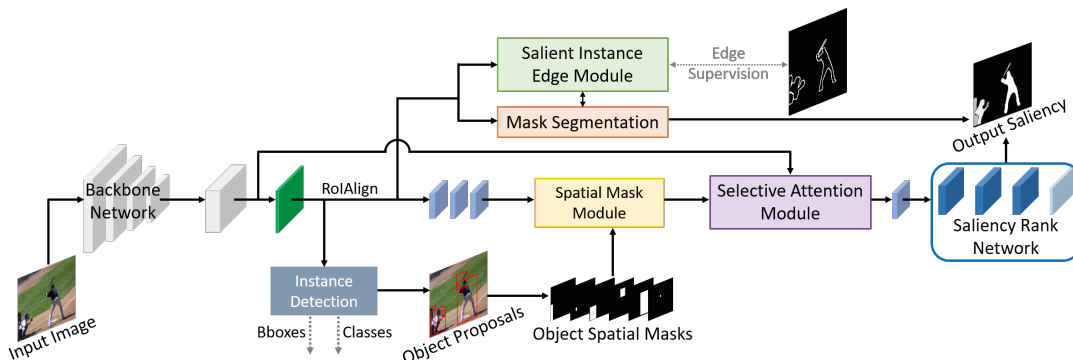 Salient Instance
Edge Module
Edge
Supervision
Mask Segmentation
Output Saliency
Backbone
Network
RoIAlign
Spatial Mask
Module
Selective Attention
Module
Saliency Rank
Network
Instance
Detection
Input Image
Bboxes
Classes
Object Proposals
Object Spatial Masks